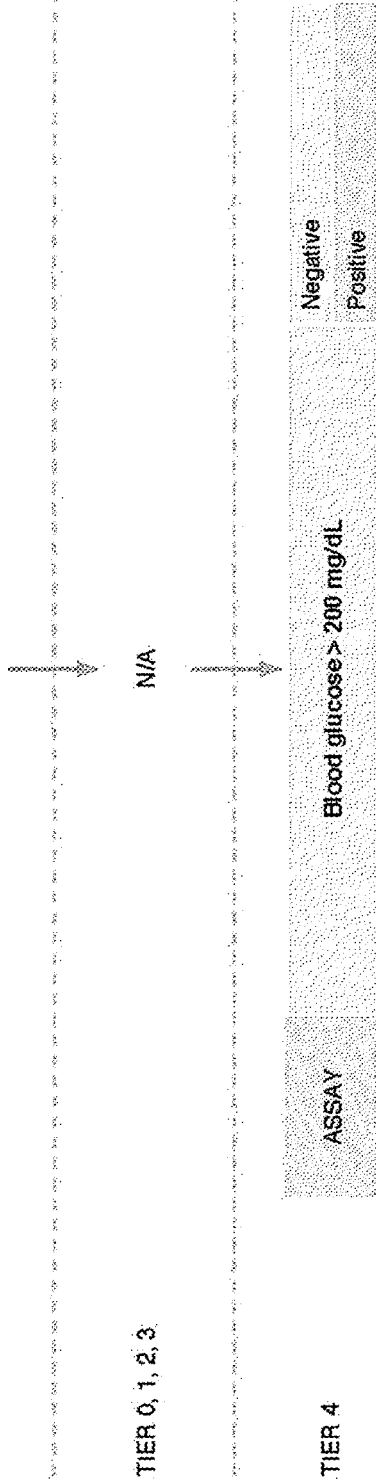 TIER 0, 1, 2, 3
N/A
TIER 4
ASSAY
Blood glucose > 200 mg/dL
Negative
Positive